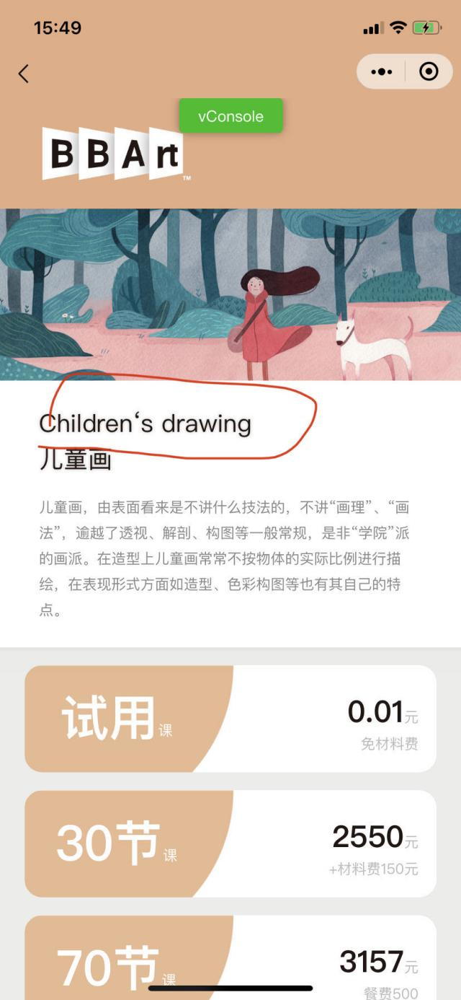 15:49
vConsole
BBArt
TM
Children‘s drawing
儿童画
儿童画，由表面看来是不讲什么技法的，不讲“画理”、“画
法”，逾越了透视、解剖、构图等一般常规，是非“学院”派
的画派。在造型上儿童画常常不按物体的实际比例进行描
绘，在表现形式方面如造型、色彩构图等也有其自己的特
点。
试用课
0.01元
免材料费
30节课
2550元
+材料费150元
70节课
3157元
餐费500